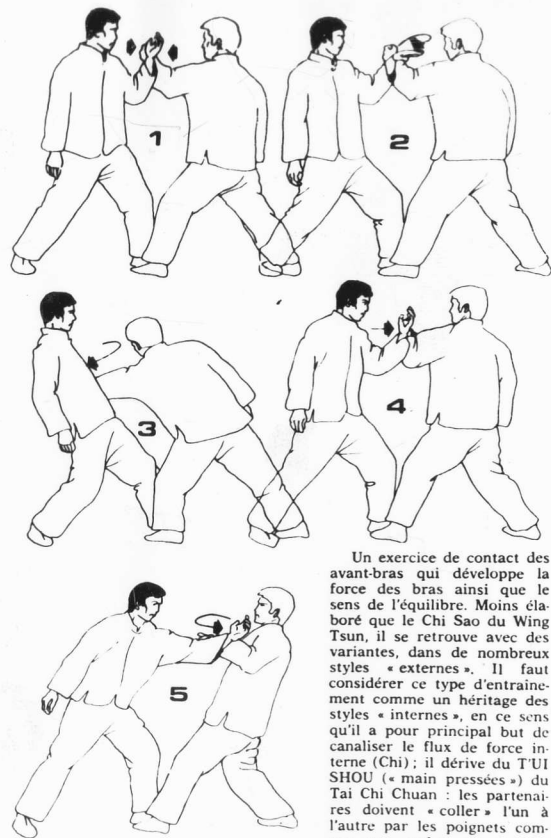 1
2
3
4
5
Un exercice de contact des
avant-bras qui développe la
force des bras ainsi que le
sens de l'équilibre. Moins éla-
boré que le Chi Sao du Wing
Tsun, il se retrouve avec des
variantes, dans de nombreux
styles « externes ». Il faut
considérer ce type d'entraîne-
ment comme un héritage des
styles « internes », en ce sens
qu'il a pour principal but de
canaliser le flux de force in-
terne (Chi) ; il dérive du T'UI
SHOU (« main pressées ») du
Tai Chi Chuan : les partenai-
res doivent « coller » l'un à
l'autre par les poignets com-